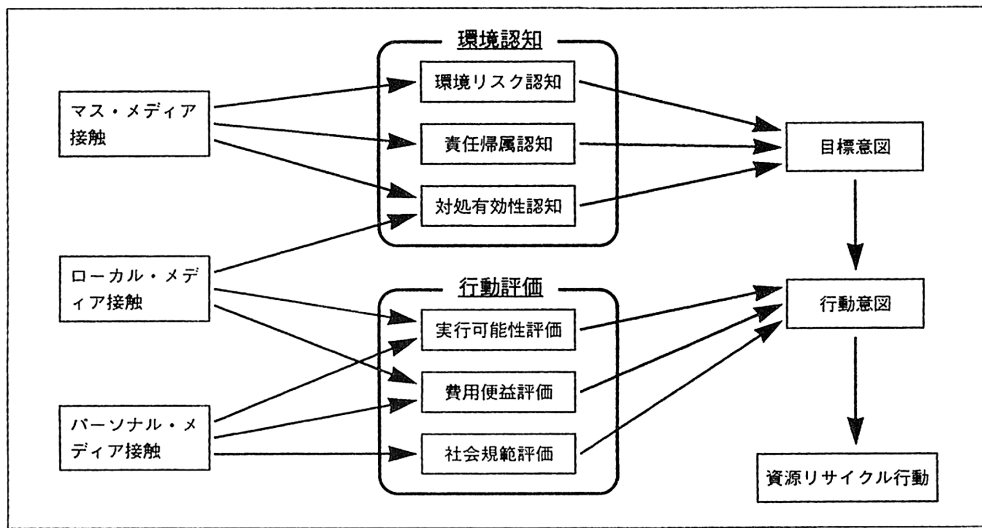 環境認知
環境リスク認知
責任帰属認知
対処有効性認知
マス・メディア
接触
ローカル・メデ
ィア接触
パーソナル・メ
ディア接触
行動評価
実行可能性評価
費用便益評価
社会規範評価
目標意図
行動意図
資源リサイクル行動